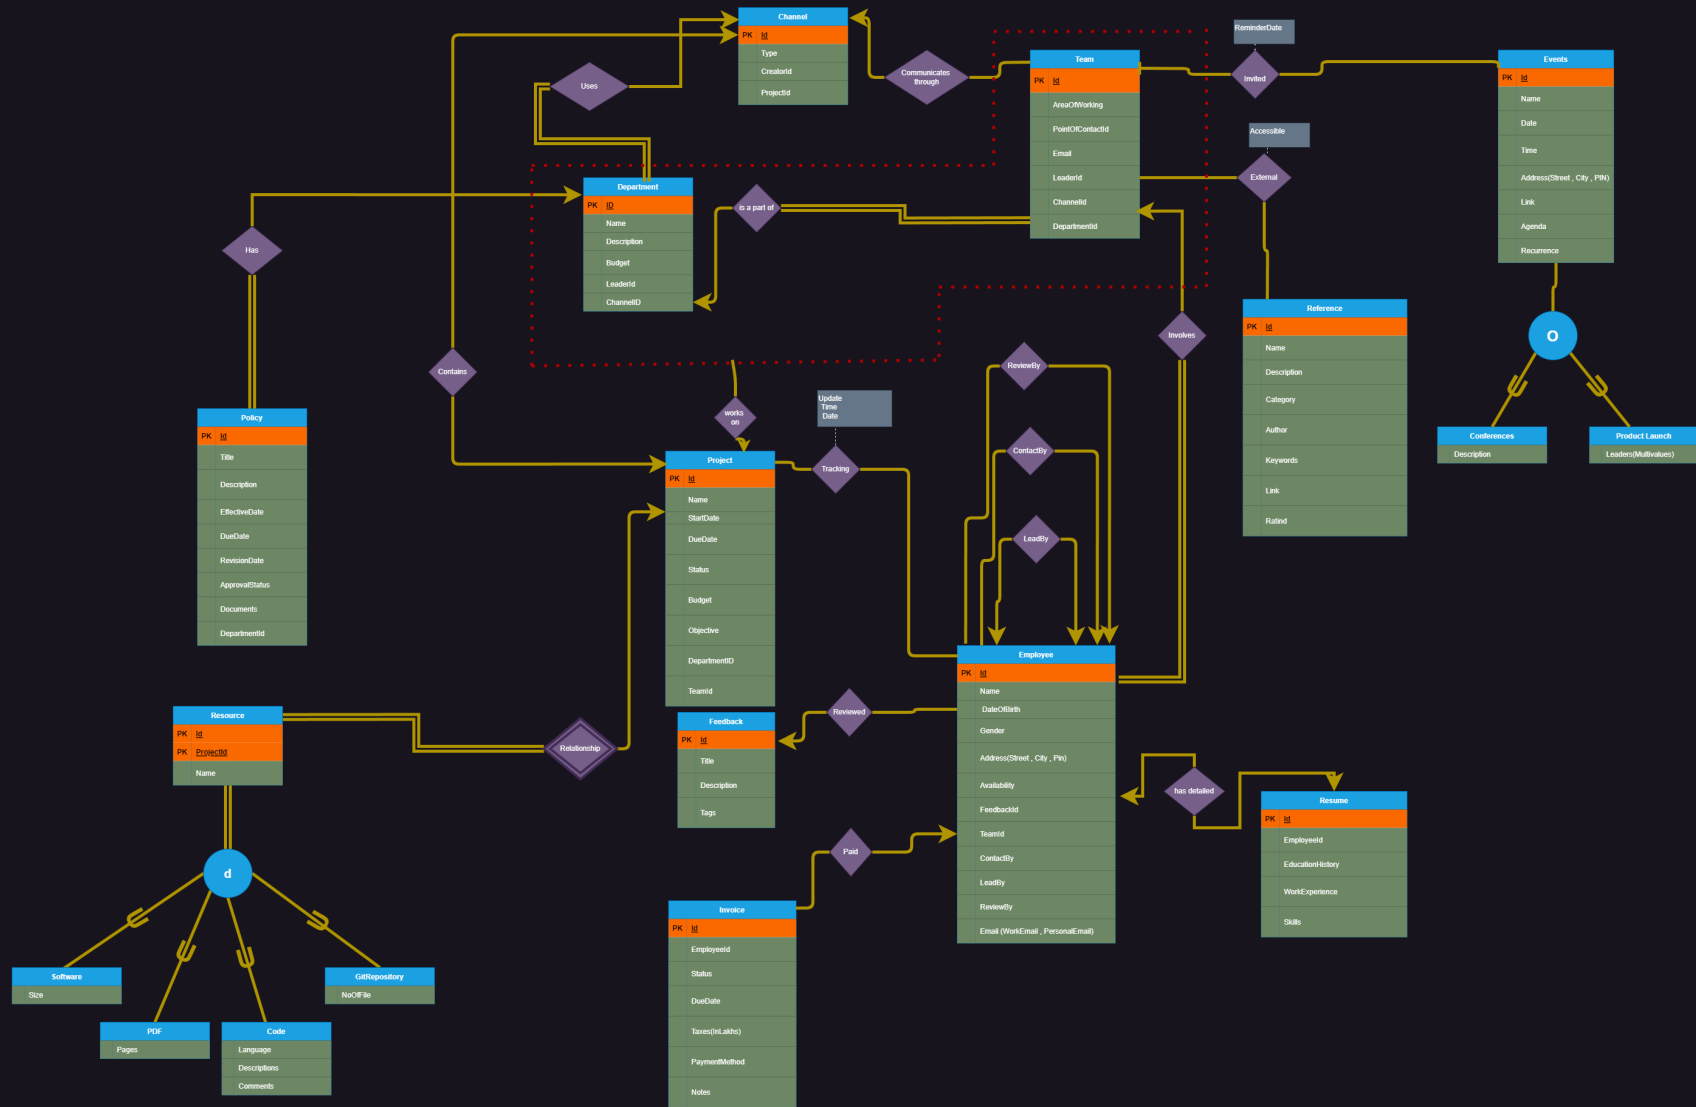 Channel
PK Id
Type
CreatorId
ProjectId
Uses
Communicates
through
Team
PK Id
AreaOfWorking
PointOfContactId
Email
LeaderId
ChannelId
DepartmentId
ReminderDate
Invited
Events
PK Id
Name
Date
Time
Address(Street , City , PIN)
Link
Agenda
Recurrence
Accessible
External
Department
PK ID
Name
Description
Budget
LeaderId
ChannelID
is a part of
Has
Contains
Involves
Reference
PK Id
Name
Description
Category
Author
Keywords
Link
Ratind
O
Conferences
Description
Product Launch
Leaders(Multivalues)
Policy
PK Id
Title
Description
EffectiveDate
DueDate
RevisionDate
ApprovalStatus
Documents
DepartmentId
works
on
Update
Time
Date
Tracking
ReviewBy
ContactBy
LeadBy
Project
PK Id
Name
StartDate
DueDate
Status
Budget
Objective
DepartmentID
TeamId
Employee
PK Id
Name
DateOfBirth
Gender
Address(Street , City , Pin)
Availability
FeedbackId
TeamId
ContactBy
LeadBy
ReviewBy
Email (WorkEmail , PersonalEmail)
Resource
PK Id
PK ProjectId
Name
Relationship
Feedback
PK Id
Title
Description
Tags
Reviewed
has detailed
Resume
PK Id
EmployeeId
EducationHistory
WorkExperience
Skills
Paid
Invoice
PK Id
EmployeeId
Status
DueDate
Taxes(InLakhs)
PaymentMethod
Notes
d
Software
Size
PDF
Pages
Code
Language
Descriptions
Comments
GitRepository
NoOfFile